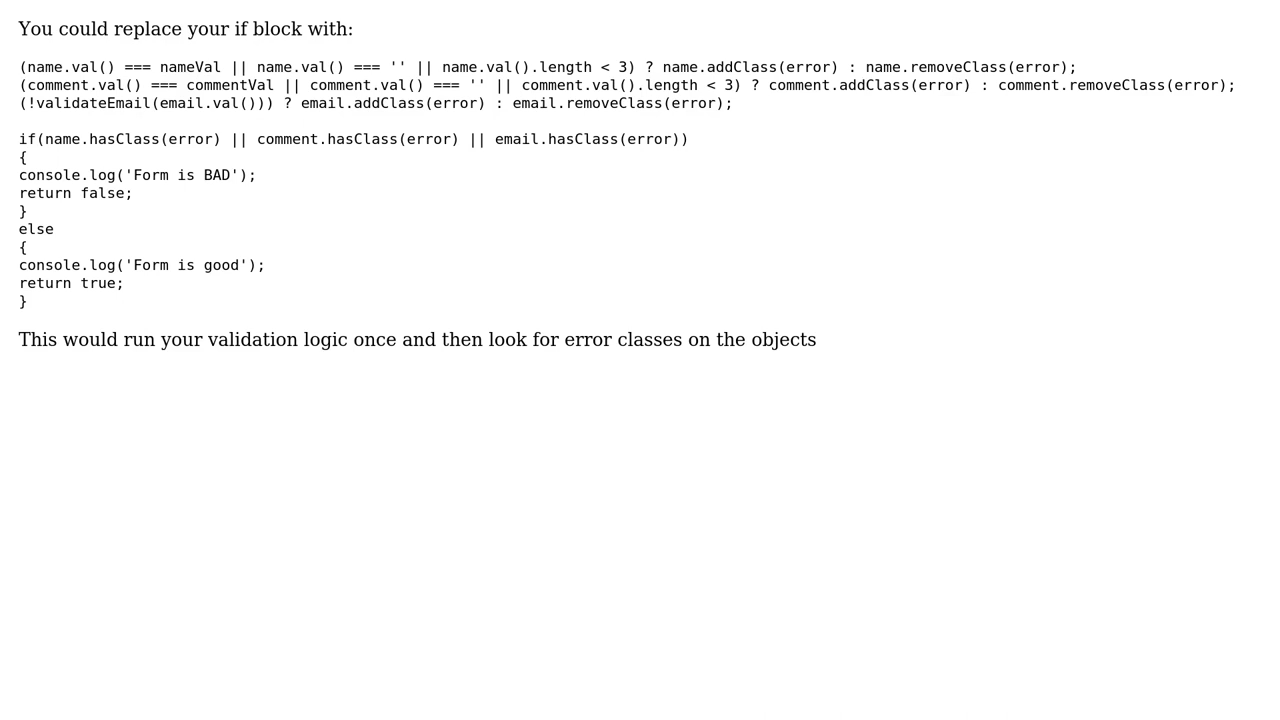 You could replace your if block with:
(name.val() === nameVal || name.val() === '' || name.val().length < 3) ? name.addClass(error) : name.removeClass(error);
(comment.val() === commentVal || comment.val() === '' || comment.val().length < 3) ? comment.addClass(error) : comment.removeClass(error);
(!validateEmail(email.val())) ? email.addClass(error) : email.removeClass(error);
if(name.hasClass(error) || comment.hasClass(error) || email.hasClass(error))
{
console.log('Form is BAD');
return false;
}
else
{
console.log('Form is good');
return true;
}
This would run your validation logic once and then look for error classes on the objects